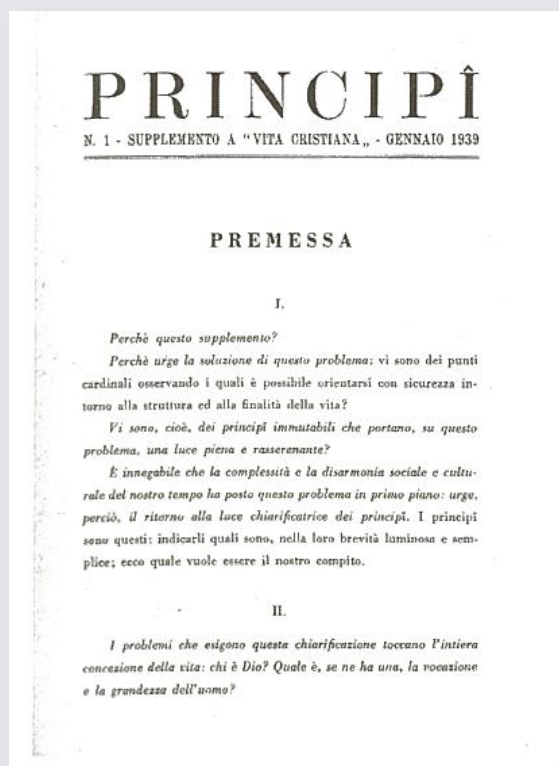 PRINCIPÎ
N. 1 - SUPPLEMENTO A "VITA CRISTIANA„ - GENNAIO 1939
PREMESSA
I.
Perchè questo supplemento?
Perchè urge la soluzione di questo problema: vi sono dei punti
cardinali osservando i quali è possibile orientarsi con sicurezza in-
torno alla struttura ed alla finalità della vita?
Vi sono, cioè, dei principî immutabili che portano, su questo
problema, una luce piena e rasserenante?
È innegabile che la complessità e la disarmonia sociale e cultu-
rale del nostro tempo ha posto questo problema in primo piano: urge,
perciò, il ritorno alla luce chiarificatrice dei principî. I principî
sono questi: indicarli quali sono, nella loro brevità luminosa e sem-
plice; ecco quale vuole essere il nostro compito.
II.
I problemi che esigono questa chiarificazione toccano l'intiera
concezione della vita: chi è Dio? Quale è, se ne ha una, la vocazione
e la grandezza dell'uomo?